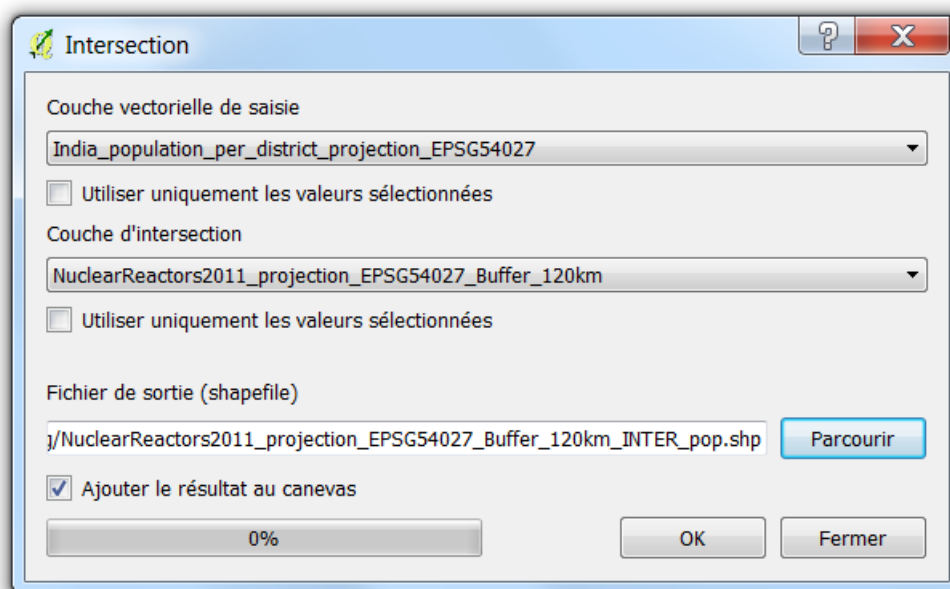 Intersection
Couche vectorielle de saisie
India_population_per_district_projection_EPSG54027
Utiliser uniquement les valeurs sélectionnées
Couche d'intersection
NuclearReactors2011_projection_EPSG54027_Buffer_120km
Utiliser uniquement les valeurs sélectionnées
Fichier de sortie (shapefile)
g/NuclearReactors2011_projection_EPSG54027_Buffer_120km_INTER_pop.shp
Parcourir
Ajouter le résultat au canevas
0%
OK
Fermer